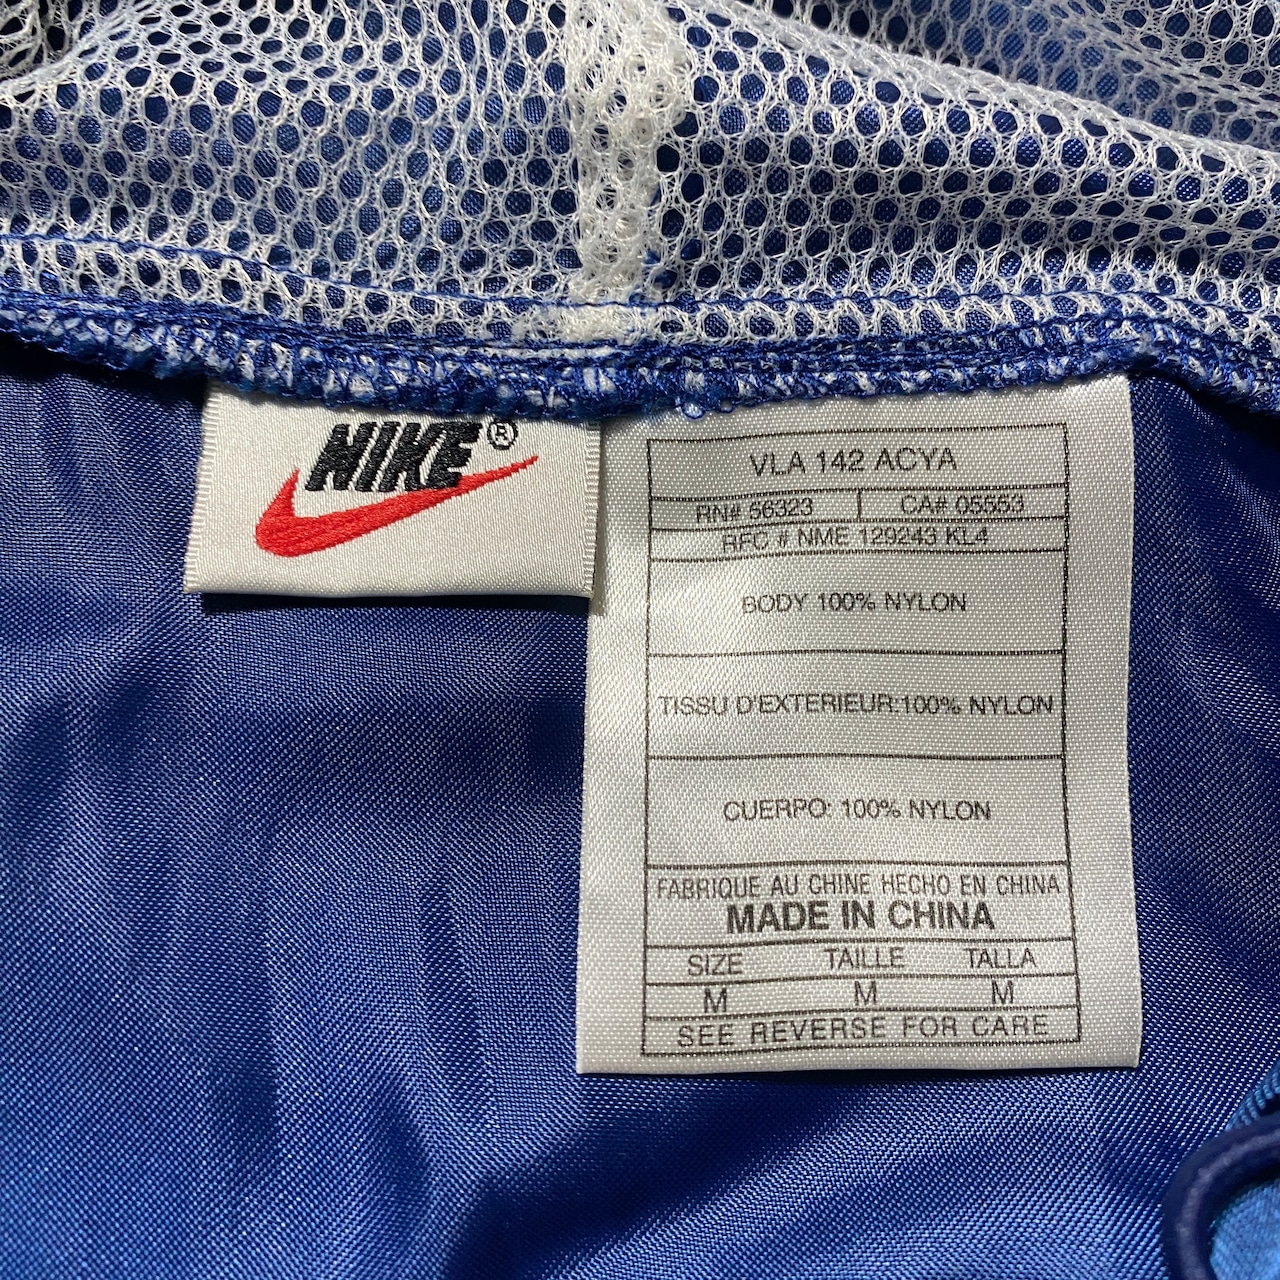 NIKE®
VLA 142 ACYA
RN# 56323 CA# 05553
RFC # NME 129243 KL4
BODY 100% NYLON
TISSU D'EXTERIEUR:100% NYLON
CUERPO: 100% NYLON
FABRIQUE AU CHINE HECHO EN CHINA
MADE IN CHINA
SIZE TAILLE TALLA
M M M
SEE REVERSE FOR CARE